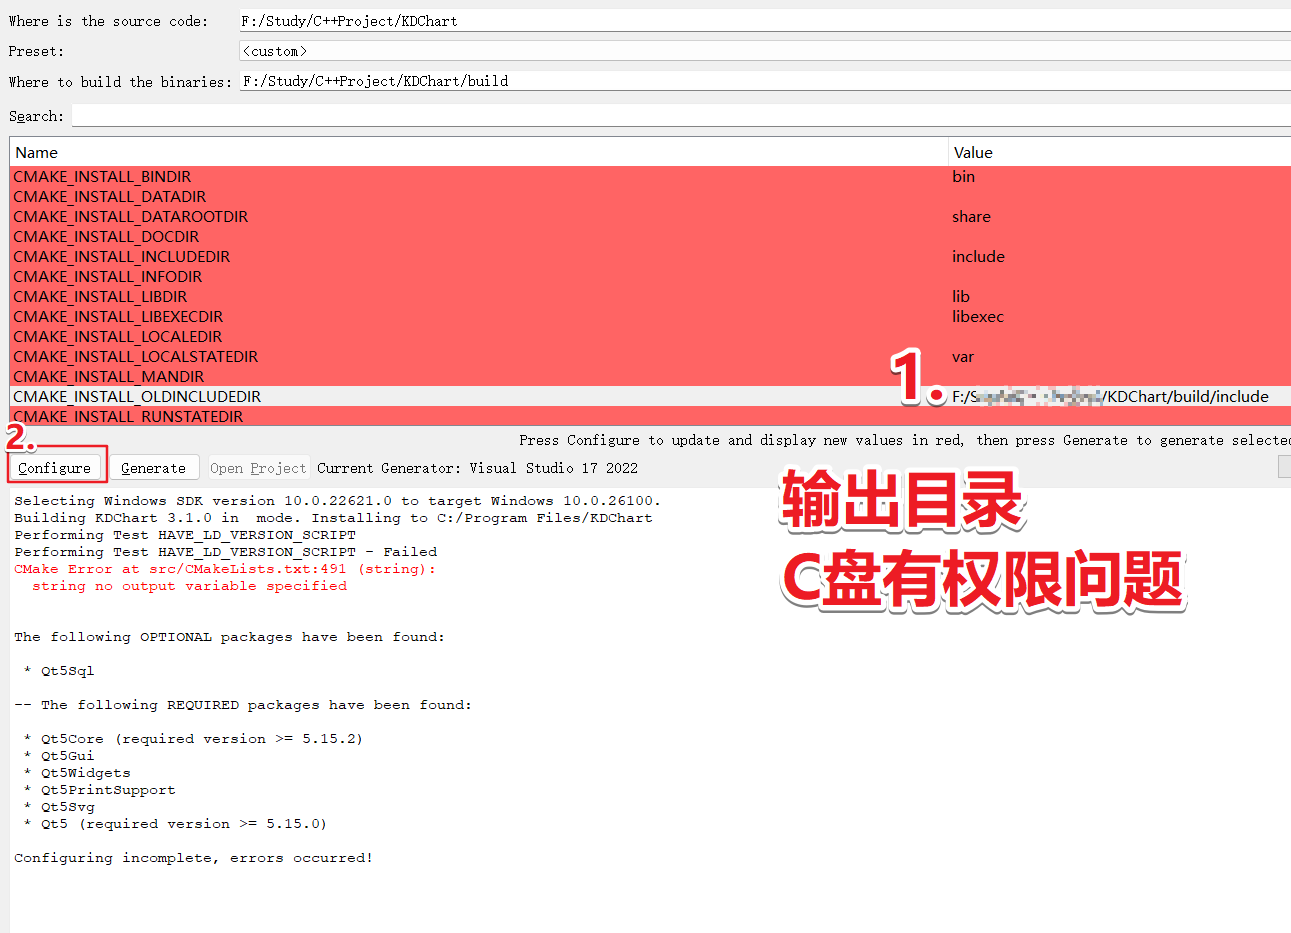 Where is the source code: F:/Study/C++Project/KDChart
Preset: <custom>
Where to build the binaries: F:/Study/C++Project/KDChart/build
Search:
Name Value
CMAKE_INSTALL_BINDIR bin
CMAKE_INSTALL_DATADIR
CMAKE_INSTALL_DATAROOTDIR share
CMAKE_INSTALL_DOCDIR
CMAKE_INSTALL_INCLUDEDIR include
CMAKE_INSTALL_INFODIR
CMAKE_INSTALL_LIBDIR lib
CMAKE_INSTALL_LIBEXECDIR libexec
CMAKE_INSTALL_LOCALEDIR
CMAKE_INSTALL_LOCALSTATEDIR var
CMAKE_INSTALL_MANDIR
CMAKE_INSTALL_OLDINCLUDEDIR 1. F:/S /KDChart/build/include
CMAKE_INSTALL_RUNSTATEDIR
2.
Press Configure to update and display new values in red, then press Generate to generate selected
Configure Generate Open Project Current Generator: Visual Studio 17 2022
输出目录
C盘有权限问题
Selecting Windows SDK version 10.0.22621.0 to target Windows 10.0.26100.
Building KDChart 3.1.0 in  mode. Installing to C:/Program Files/KDChart
Performing Test HAVE_LD_VERSION_SCRIPT
Performing Test HAVE_LD_VERSION_SCRIPT - Failed
CMake Error at src/CMakeLists.txt:491 (string):
string no output variable specified
The following OPTIONAL packages have been found:
* Qt5Sql
-- The following REQUIRED packages have been found:
* Qt5Core (required version >= 5.15.2)
* Qt5Gui
* Qt5Widgets
* Qt5PrintSupport
* Qt5Svg
* Qt5 (required version >= 5.15.0)
Configuring incomplete, errors occurred!